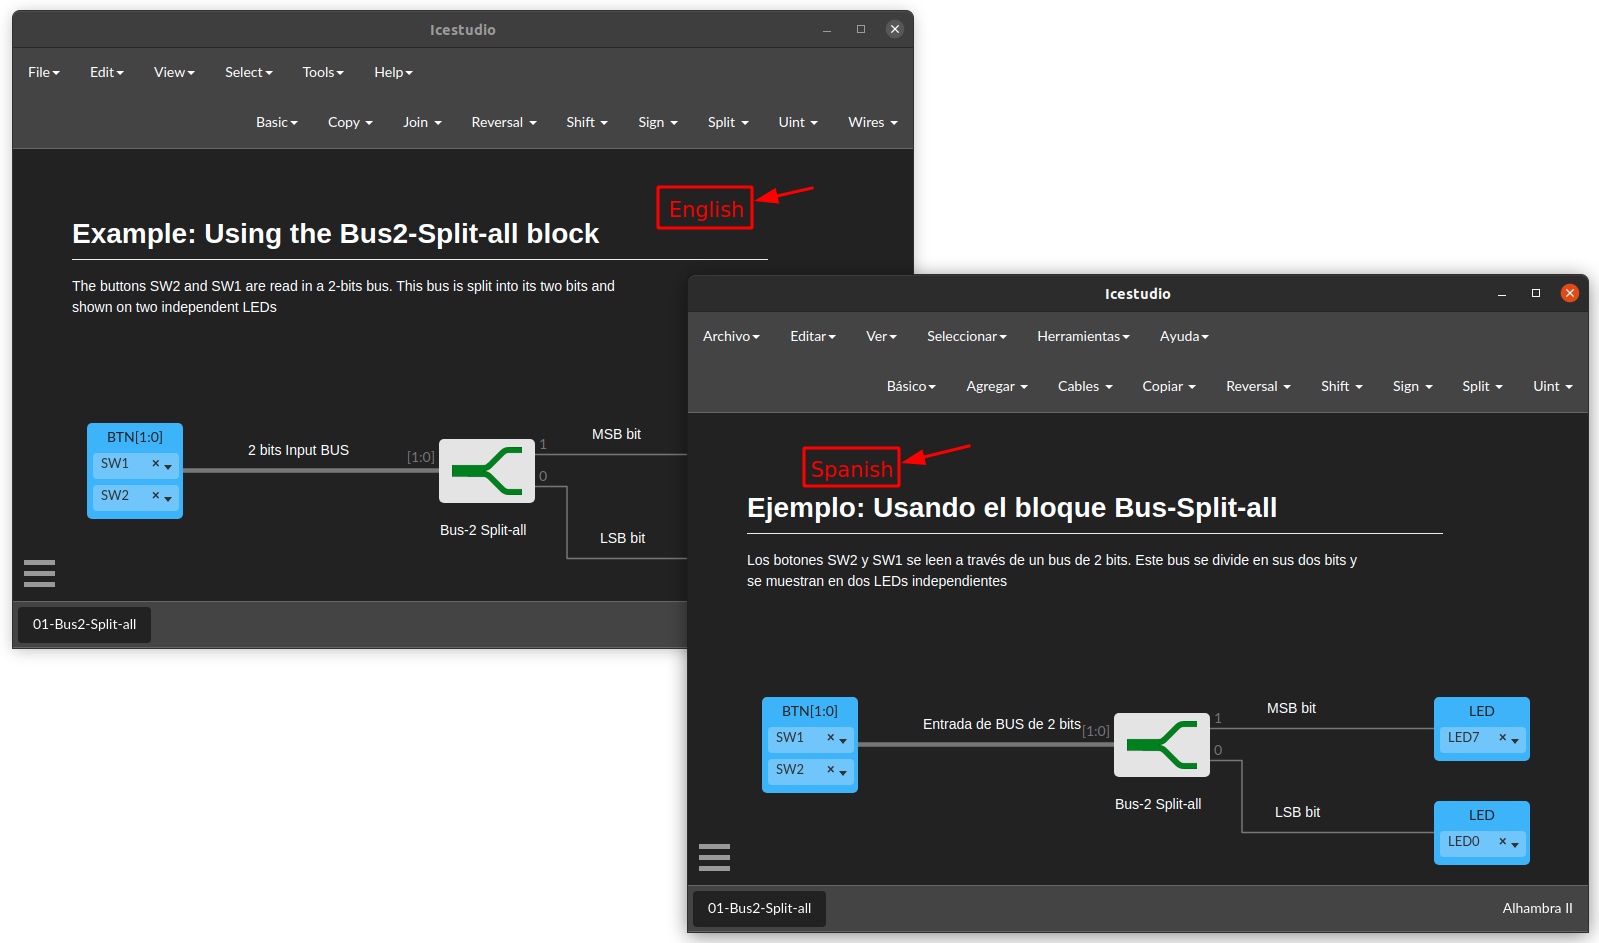 Icestudio
File Edit View Select Tools Help
Basic Copy Join Reversal Shift Sign Split Uint Wires
English
Example: Using the Bus2-Split-all block
The buttons SW2 and SW1 are read in a 2-bits bus. This bus is split into its two bits and
shown on two independent LEDs
BTN[1:0]
SW1 ×
SW2 ×
2 bits Input BUS
[1:0]
1
0
MSB bit
LSB bit
Bus-2 Split-all
01-Bus2-Split-all
Icestudio
Archivo Editar Ver Seleccionar Herramientas Ayuda
Básico Agregar Cables Copiar Reversal Shift Sign Split Uint
Spanish
Ejemplo: Usando el bloque Bus-Split-all
Los botones SW2 y SW1 se leen a través de un bus de 2 bits. Este bus se divide en sus dos bits y
se muestran en dos LEDs independientes
BTN[1:0]
SW1 ×
SW2 ×
Entrada de BUS de 2 bits
[1:0]
1
0
MSB bit
LSB bit
Bus-2 Split-all
LED
LED7 ×
LED
LED0 ×
01-Bus2-Split-all
Alhambra II